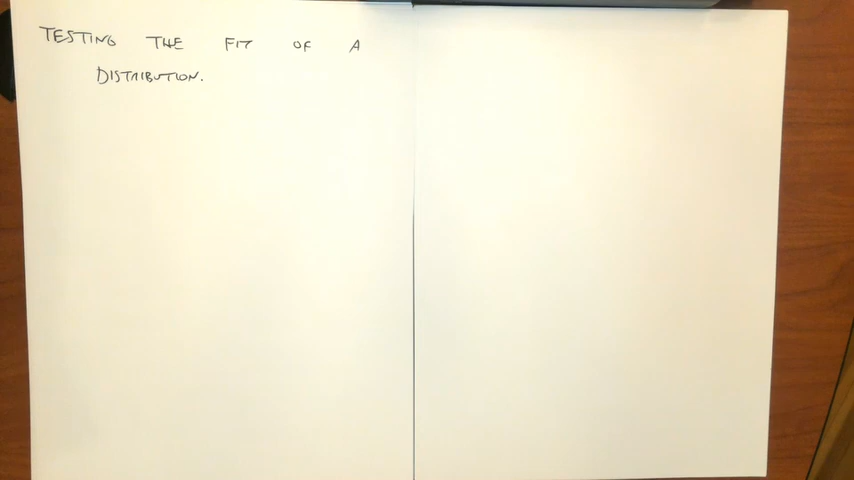 TESTING THE FIT OF A
DISTRIBUTION.